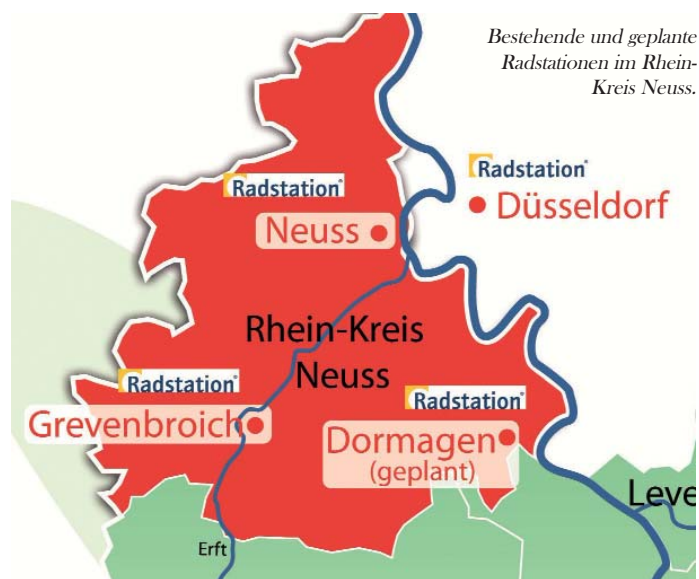 Bestehende und geplante
Radstationen im Rhein-
Kreis Neuss.
Radstation®
Düsseldorf
Radstation®
Neuss
Rhein-Kreis
Neuss
Radstation®
Grevenbroich
Radstation®
Dormagen
(geplant)
Leve
Erft